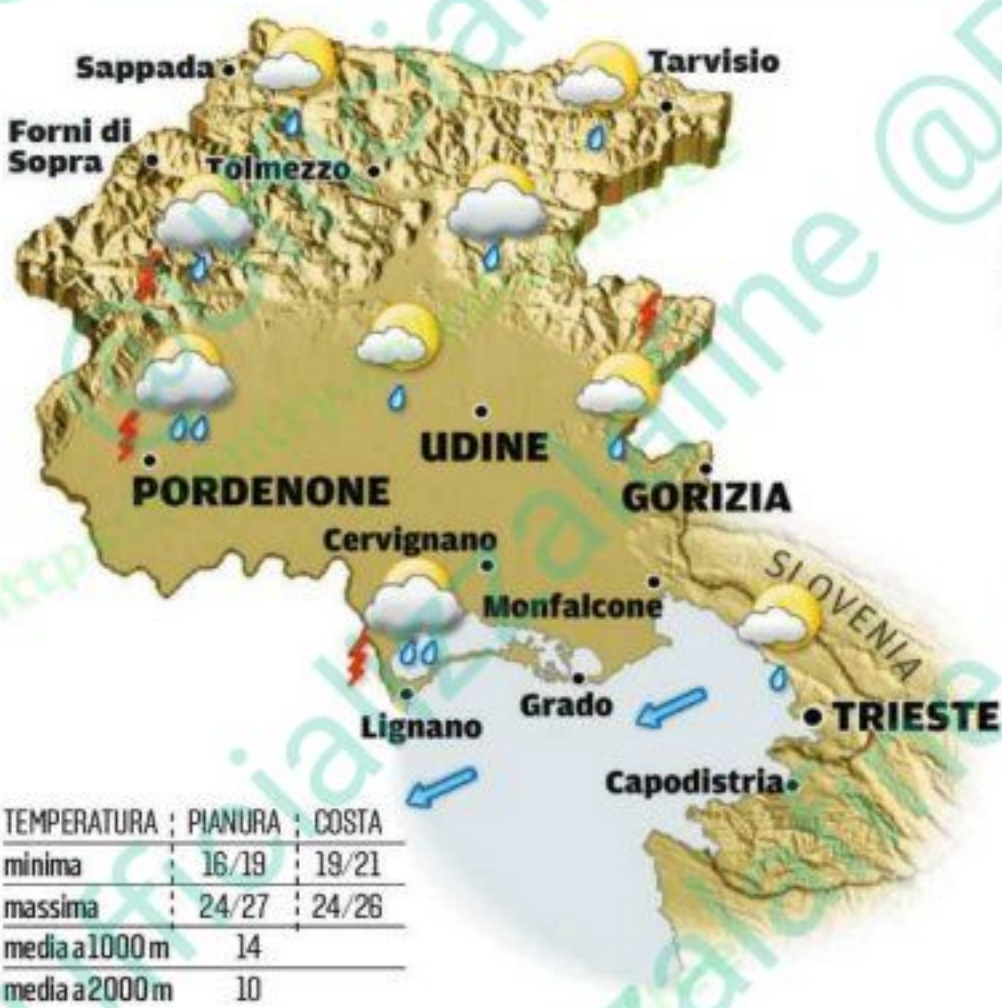 Sappada
Tarvisio
Forni di
Sopra
Tolmezzo
UDINE
PORDENONE
GORIZIA
Cervignano
SLOVENIA
Monfalcone
Grado
TRIESTE
Lignano
Capodistria
TEMPERATURA PIANURA COSTA
minima 16/19 19/21
massima 24/27 24/26
media a 1000 m 14
media a 2000 m 10